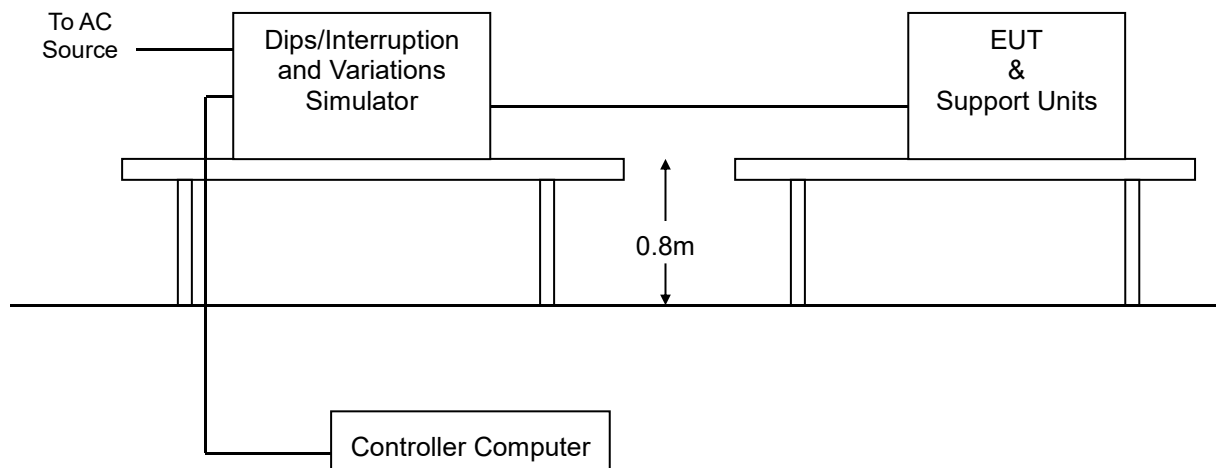 To AC
Source
Dips/Interruption
and Variations
Simulator
EUT
&
Support Units
0.8m
Controller Computer